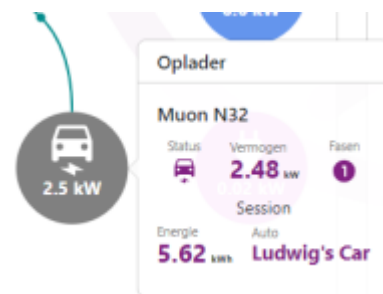 Oplader
Muon N32
Status Vermogen Fasen
2.48 kW 1
2.5 kW
Session
Energie Auto
5.62 kWh Ludwig's Car